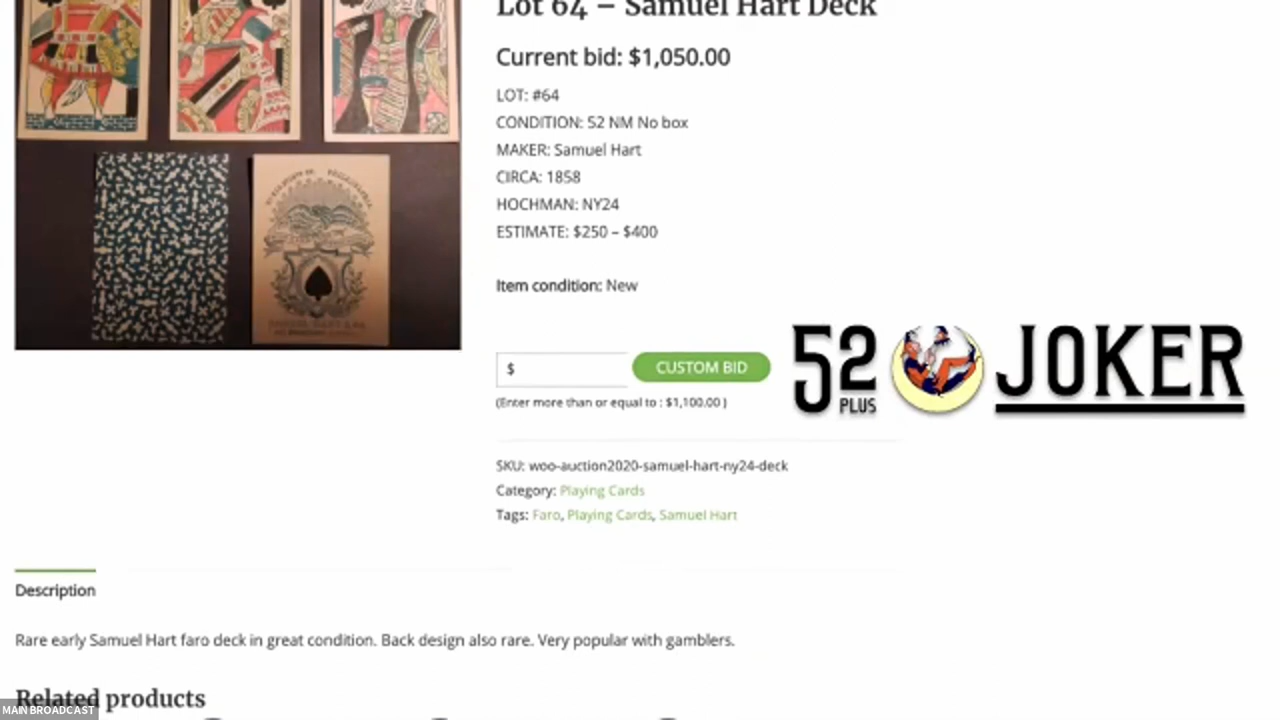 Lot 64 – Samuel Hart Deck
Current bid: $1,050.00
LOT: #64
CONDITION: 52 NM No box
MAKER: Samuel Hart
CIRCA: 1858
HOCHMAN: NY24
ESTIMATE: $250 – $400
Item condition: New
$
CUSTOM BID
(Enter more than or equal to : $1,100.00 )
52
PLUS
JOKER
SKU: woo-auction2020-samuel-hart-ny24-deck
Category: Playing Cards
Tags: Faro, Playing Cards, Samuel Hart
Description
Rare early Samuel Hart faro deck in great condition. Back design also rare. Very popular with gamblers.
Related products
MAIN BROADCAST